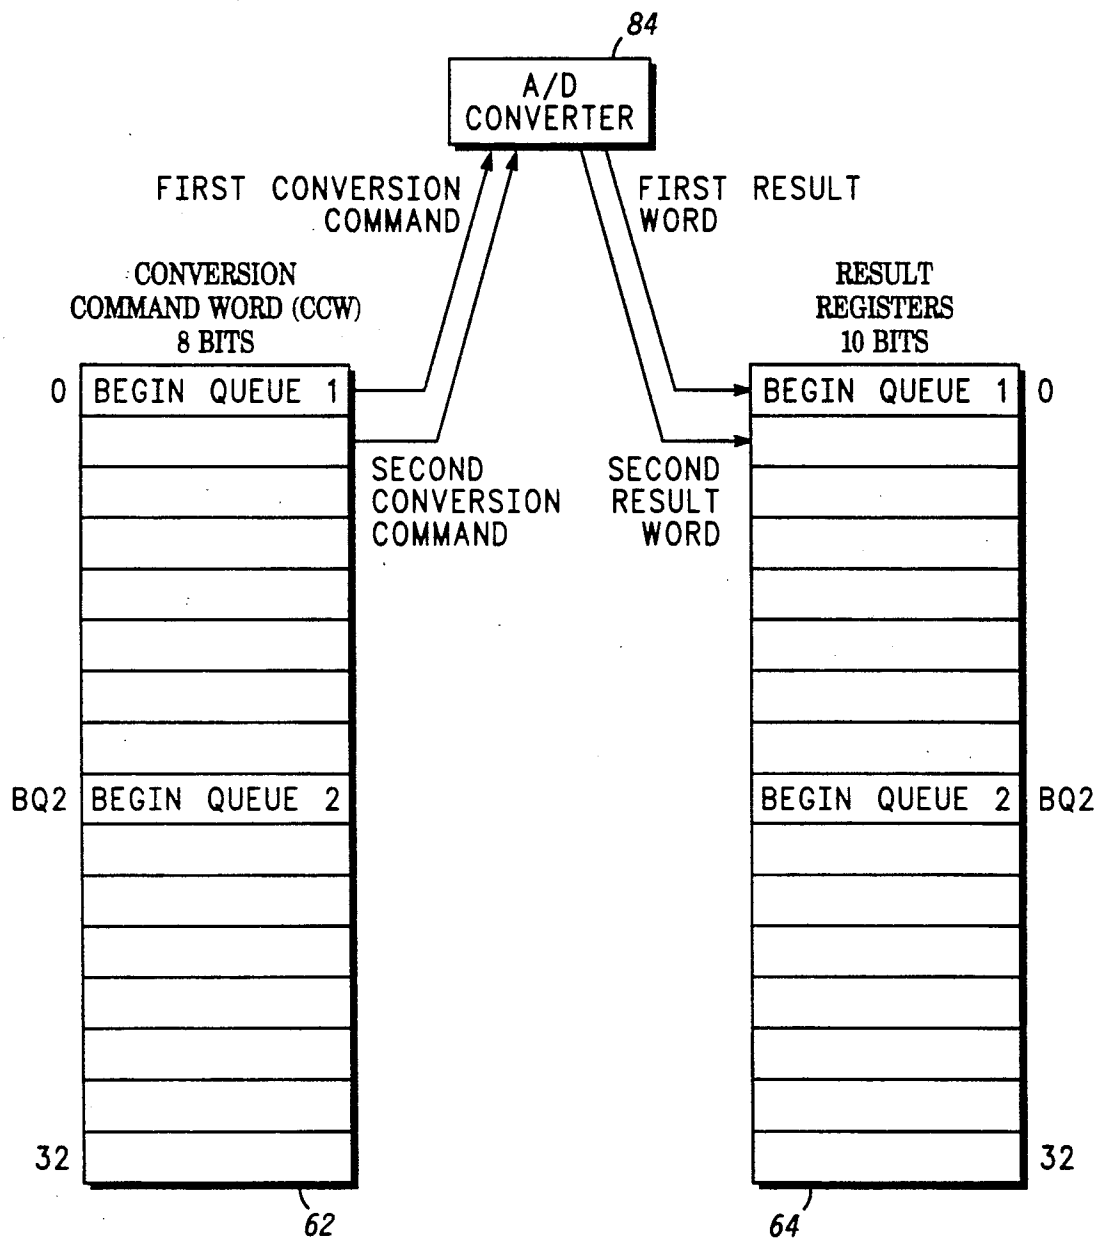 84
A/D
CONVERTER
FIRST CONVERSION
COMMAND
FIRST RESULT
WORD
CONVERSION
COMMAND WORD (CCW)
8 BITS
RESULT
REGISTERS
10 BITS
0
BEGIN QUEUE 1
BEGIN QUEUE 1
0
SECOND
CONVERSION
COMMAND
SECOND
RESULT
WORD
BQ2
BEGIN QUEUE 2
BEGIN QUEUE 2
BQ2
32
32
62
64